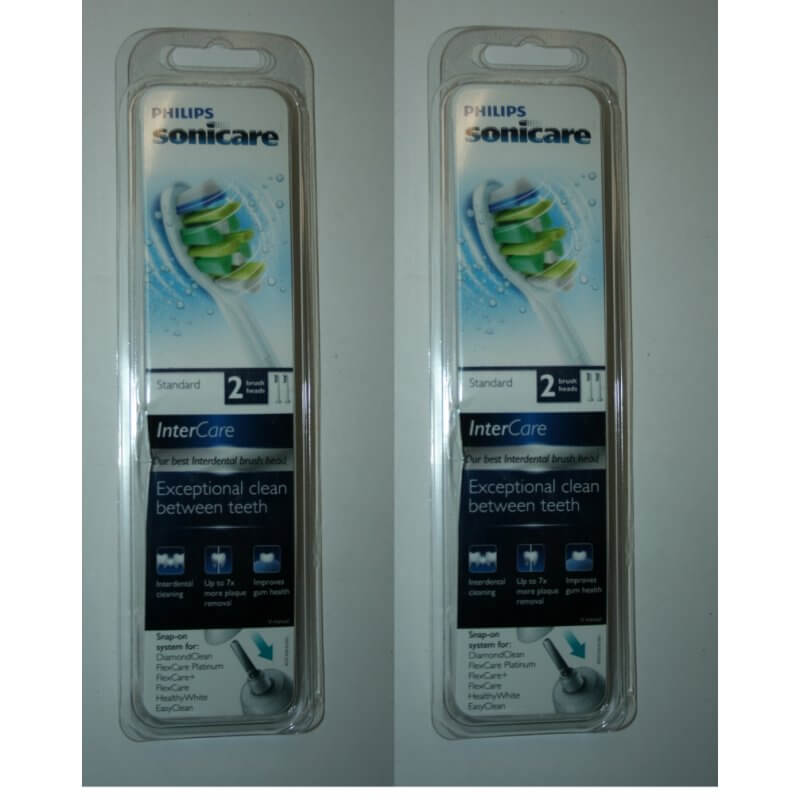 PHILIPS
sonicare
Standard
2 brush heads
InterCare
Our best Interdental brush head
Exceptional clean
between teeth
Interdental
cleaning
Up to 7x
more plaque
removal
Improves
gum health
Snap-on
system for:
DiamondClean
FlexCare Platinum
FlexCare+
FlexCare
HealthyWhite
EasyClean
PHILIPS
sonicare
Standard
2 brush heads
InterCare
Our best Interdental brush head
Exceptional clean
between teeth
Interdental
cleaning
Up to 7x
more plaque
removal
Improves
gum health
Snap-on
system for:
DiamondClean
FlexCare Platinum
FlexCare+
FlexCare
HealthyWhite
EasyClean